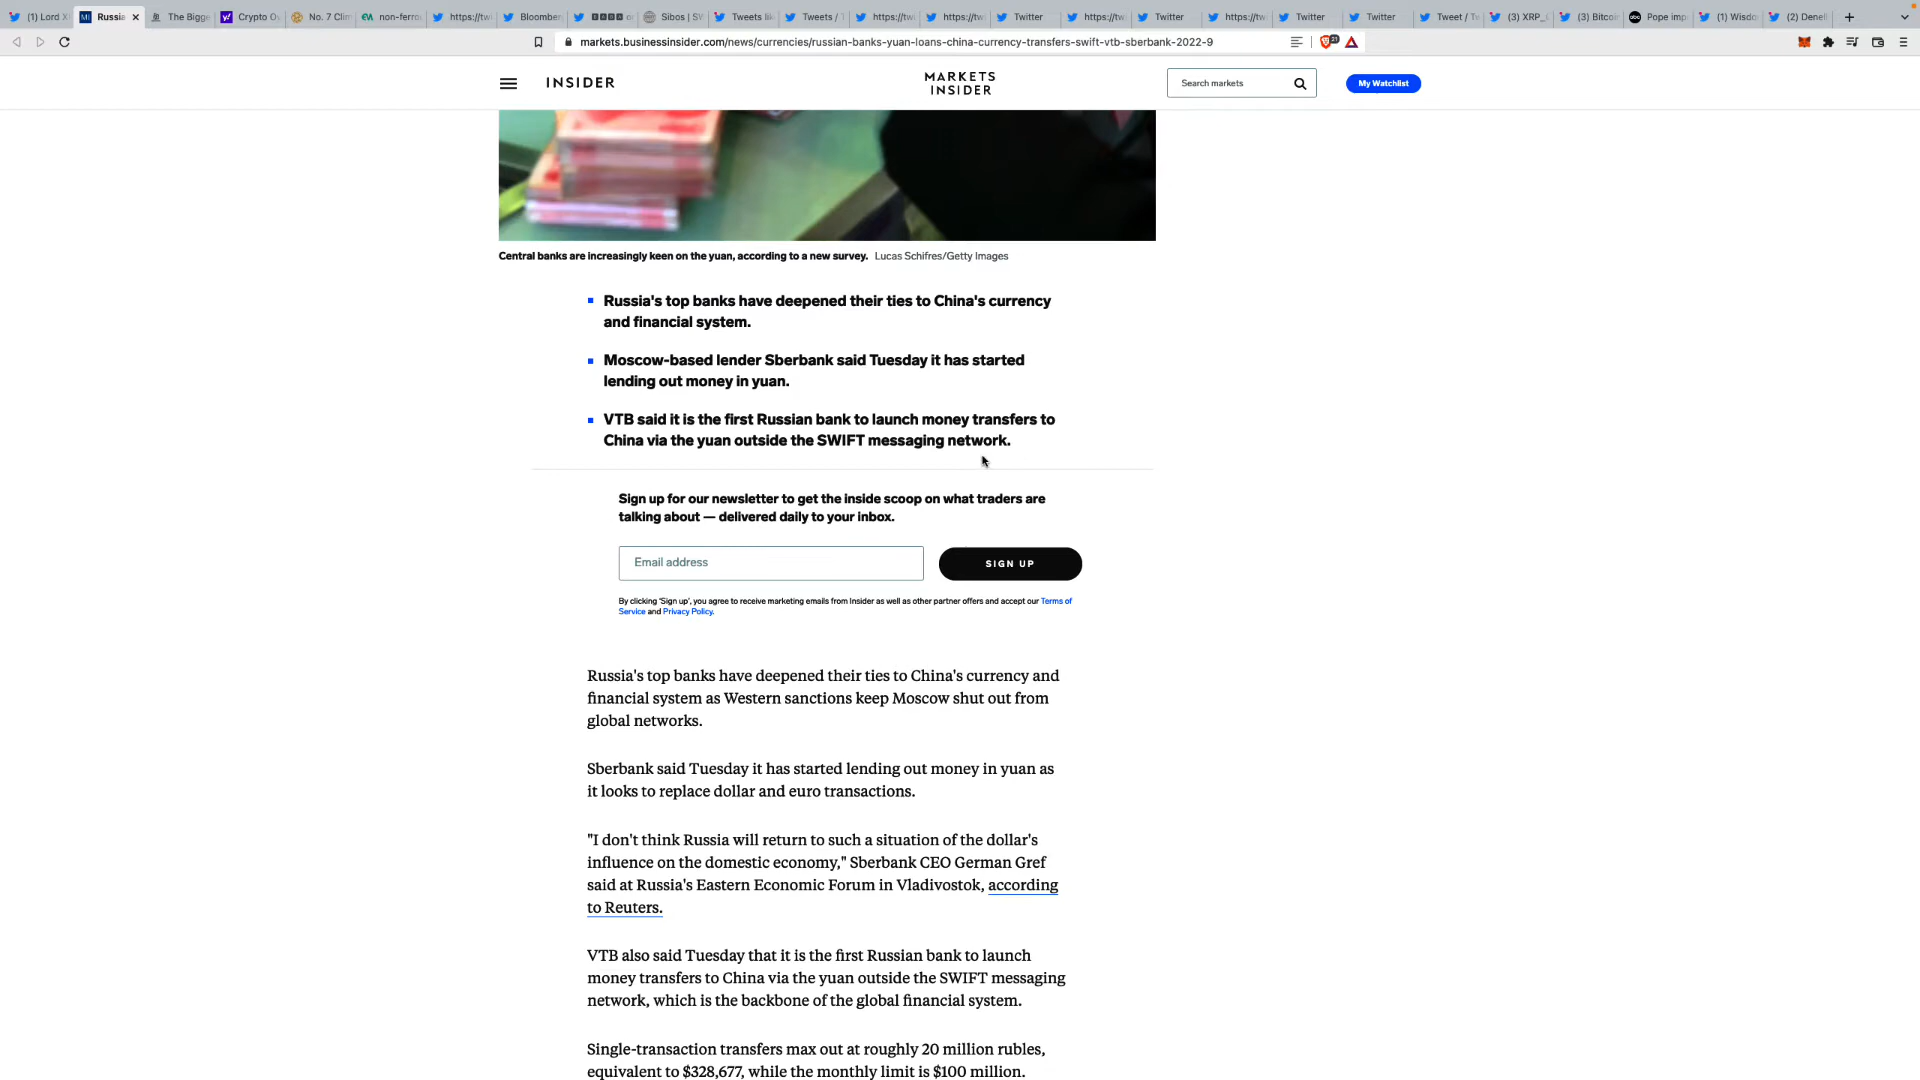 (1) Lord X
Russia
The Bigge
Crypto O
No. 7 Clim
non-ferro
https://tw
Bloomber
Sibos | SW
Tweets lik
Tweets / T
https://twi
https://tw
Twitter
https://tw
Twitter
https://tw
Twitter
Twitter
Tweet / Tw
(3) XRP_
(3) Bitcoin
Pope imp
(1) Wisdo
(2) Denell
markets.businessinsider.com/news/currencies/russian-banks-yuan-loans-china-currency-transfers-swift-vtb-sberbank-2022-9
INSIDER
MARKETS
INSIDER
Search markets
My Watchlist
Central banks are increasingly keen on the yuan, according to a new survey. Lucas Schifres/Getty Images
Russia's top banks have deepened their ties to China's currency
and financial system.
Moscow-based lender Sberbank said Tuesday it has started
lending out money in yuan.
VTB said it is the first Russian bank to launch money transfers to
China via the yuan outside the SWIFT messaging network.
Sign up for our newsletter to get the inside scoop on what traders are
talking about — delivered daily to your inbox.
Email address
SIGN UP
By clicking 'Sign up', you agree to receive marketing emails from Insider as well as other partner offers and accept our Terms of
Service and Privacy Policy.
Russia's top banks have deepened their ties to China's currency and
financial system as Western sanctions keep Moscow shut out from
global networks.
Sberbank said Tuesday it has started lending out money in yuan as
it looks to replace dollar and euro transactions.
"I don't think Russia will return to such a situation of the dollar's
influence on the domestic economy," Sberbank CEO German Gref
said at Russia's Eastern Economic Forum in Vladivostok, according
to Reuters.
VTB also said Tuesday that it is the first Russian bank to launch
money transfers to China via the yuan outside the SWIFT messaging
network, which is the backbone of the global financial system.
Single-transaction transfers max out at roughly 20 million rubles,
equivalent to $328,677, while the monthly limit is $100 million.